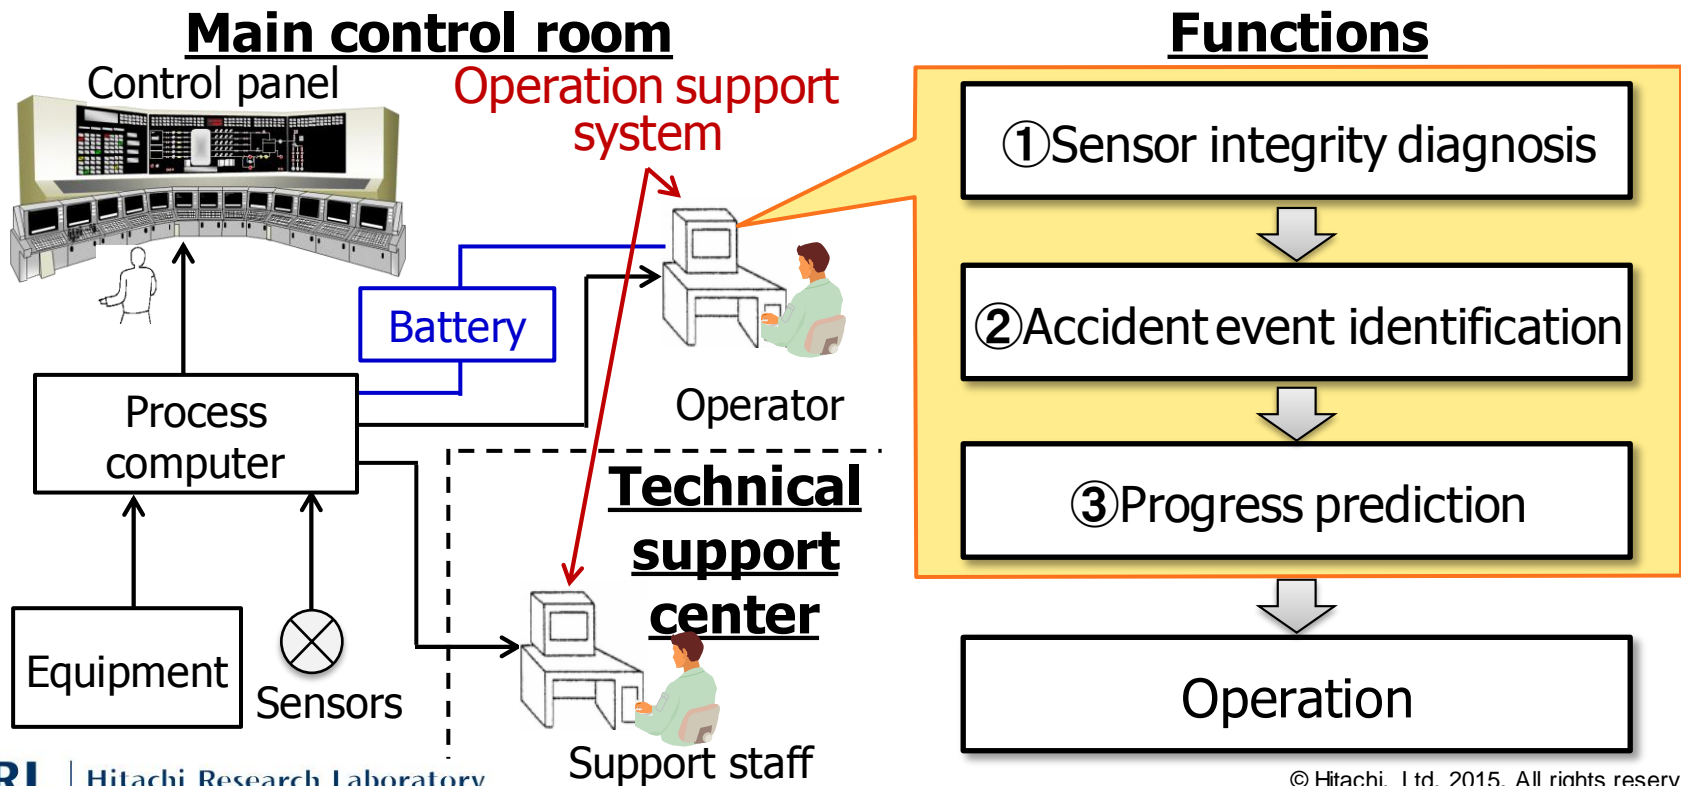 Main control room
Control panel
Operation support
system
Battery
Operator
Process
computer
Technical
support
center
Equipment
Sensors
Support staff
Functions
①Sensor integrity diagnosis
②Accident event identification
③Progress prediction
Operation
Hitachi Research Laboratory
© Hitachi, Ltd. 2015. All rights reserv